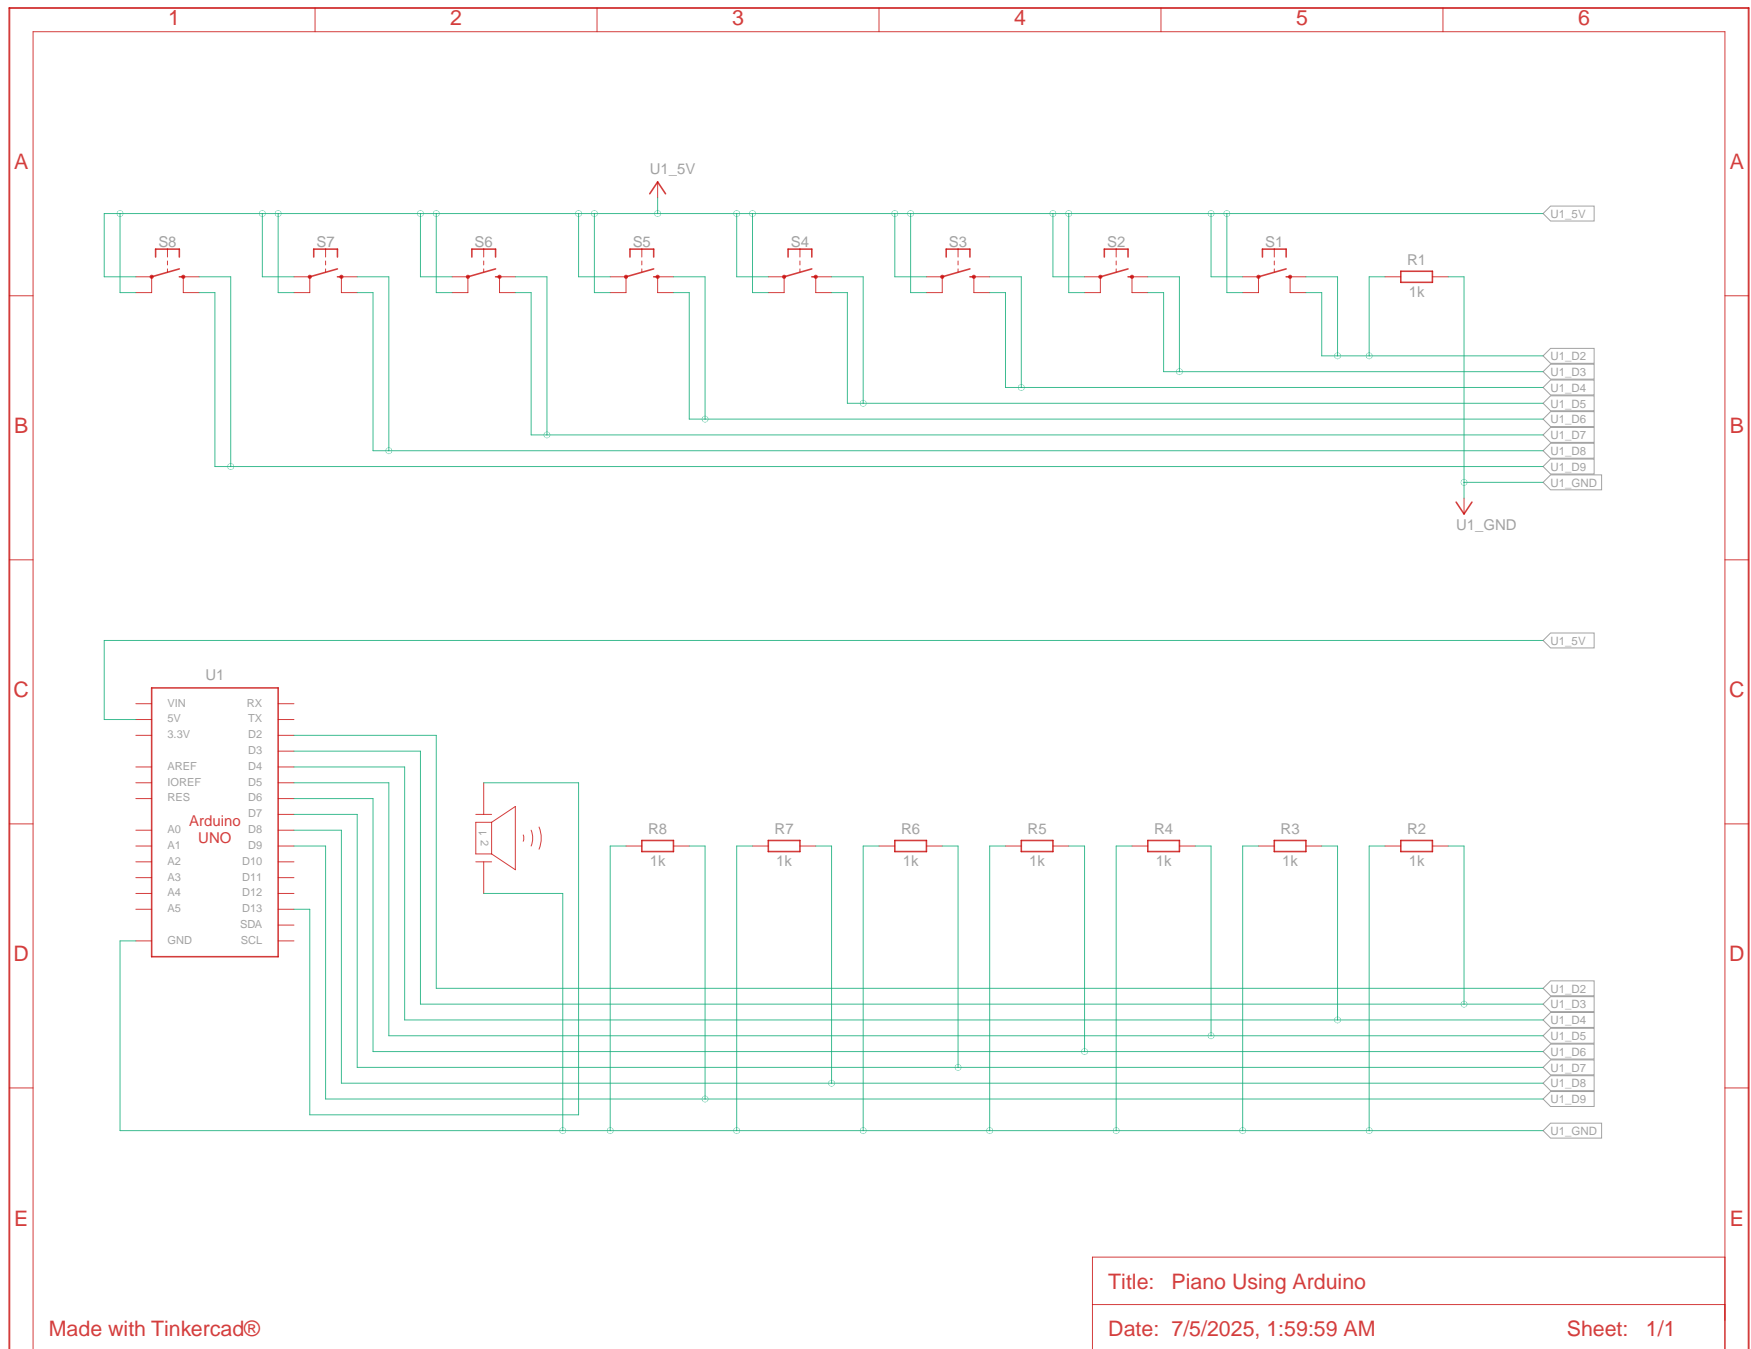 1 2 3 4 5 6
A A
U1_5V
U1_5V
S8 S7 S6 S5 S4 S3 S2 S1
R1
1k
U1_D2
U1_D3
U1_D4
U1_D5
B B
U1_D6
U1_D7
U1_D8
U1_D9
U1_GND
U1_GND
U1_5V
U1
C C
VIN RX
5V TX
3.3V D2
D3
AREF D4
IOREF D5
RES D6
D7
Arduino
UNO
A0 D8
A1 D9
A2 D10
A3 D11
A4 D12
A5 D13
SDA
GND SCL
1 2
R8 R7 R6 R5 R4 R3 R2
1k 1k 1k 1k 1k 1k 1k
D D
U1_D2
U1_D3
U1_D4
U1_D5
U1_D6
U1_D7
U1_D8
U1_D9
U1_GND
E E
Title: Piano Using Arduino
Made with Tinkercad®
Date: 7/5/2025, 1:59:59 AM Sheet: 1/1